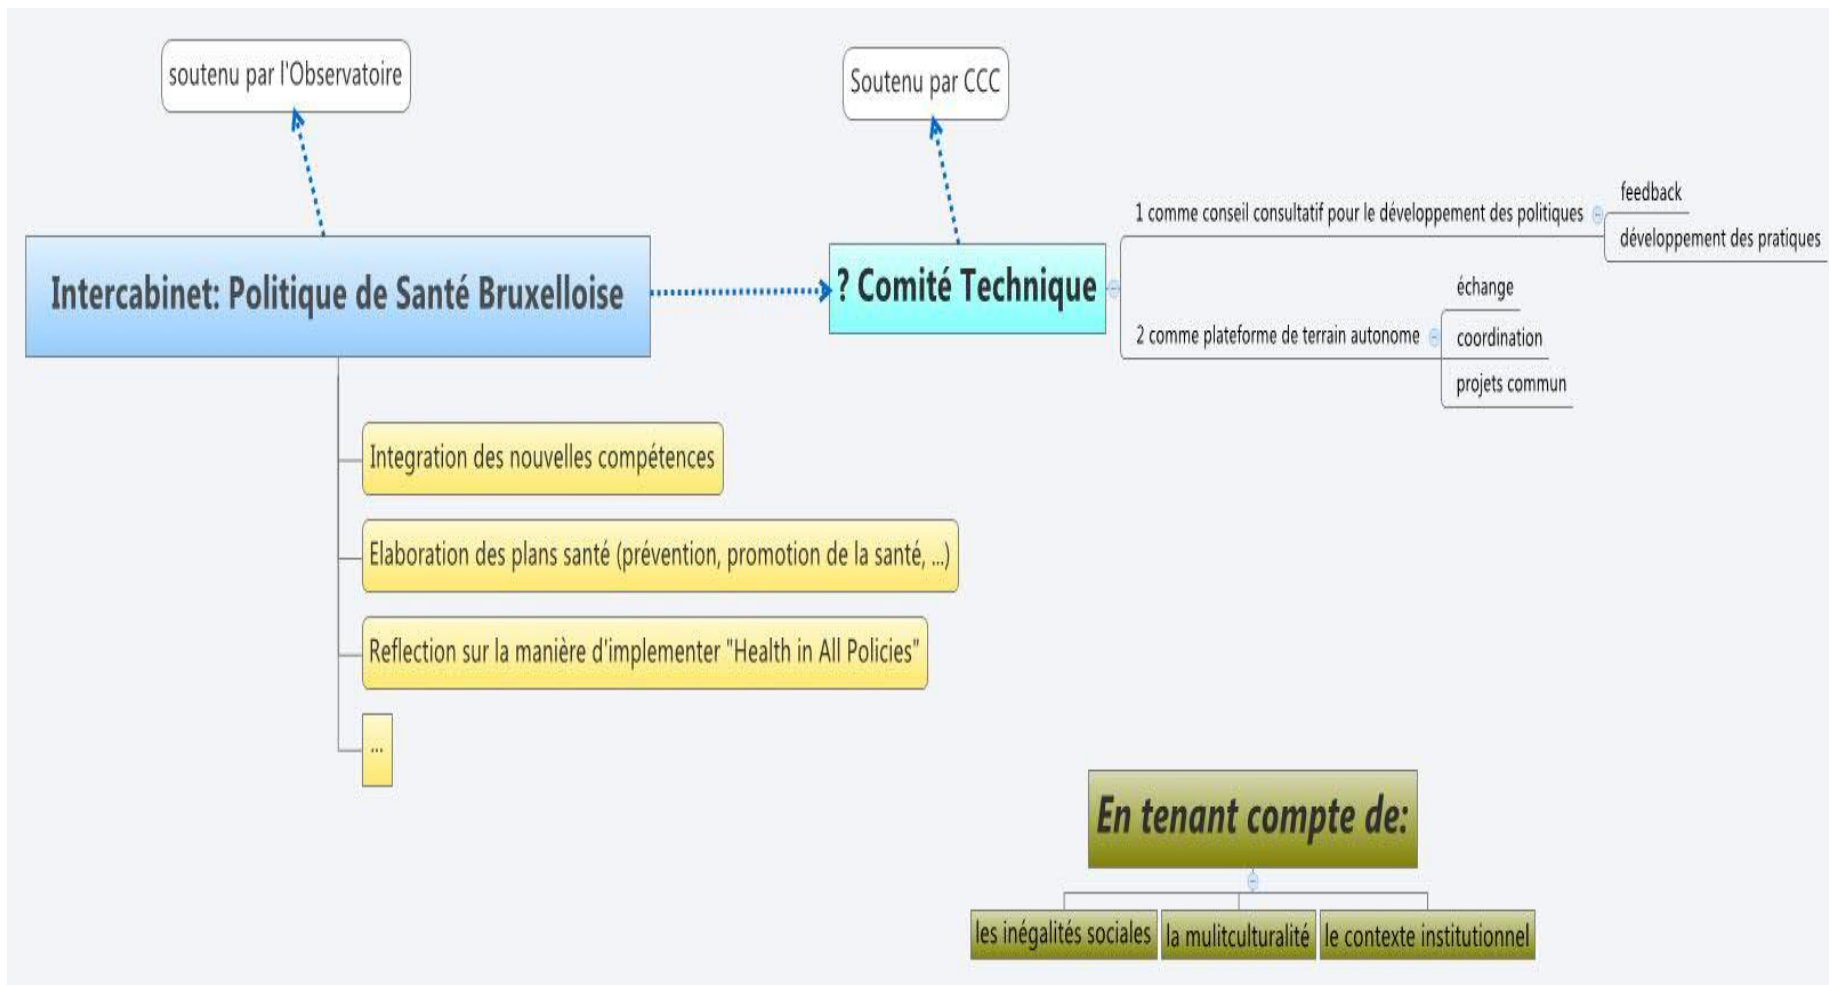 soutenu par l'Observatoire
Soutenu par CCC
Intercabinet: Politique de Santé Bruxelloise
? Comité Technique
1 comme conseil consultatif pour le développement des politiques
feedback
développement des pratiques
2 comme plateforme de terrain autonome
échange
coordination
projets commun
Integration des nouvelles compétences
Elaboration des plans santé (prévention, promotion de la santé, ...)
Reflection sur la manière d'implementer "Health in All Policies"
...
En tenant compte de:
les inégalités sociales
la mulitculturalité
le contexte institutionnel